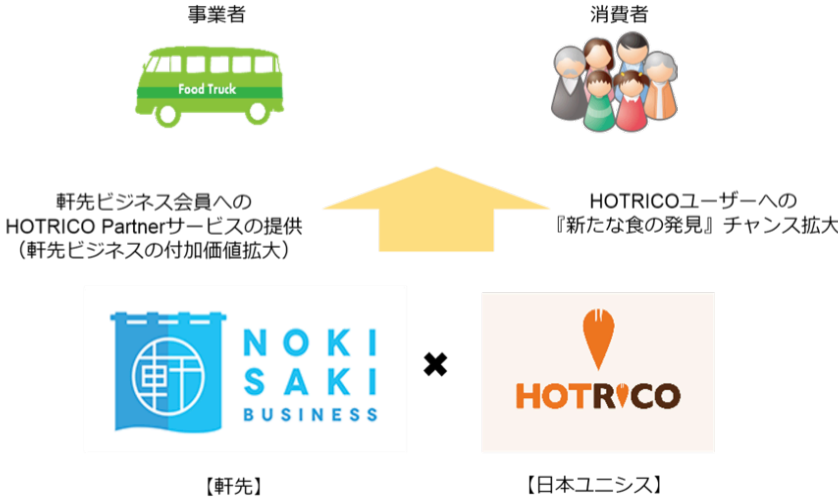 事業者
消費者
Food Truck
軒先ビジネス会員への
HOTRICO Partnerサービスの提供
（軒先ビジネスの付加価値拡大）
HOTRICOユーザーへの
『新たな食の発見』チャンス拡大
軒
NOKI
SAKI
BUSINESS
×
HOTRICO
【軒先】
【日本ユニシス】